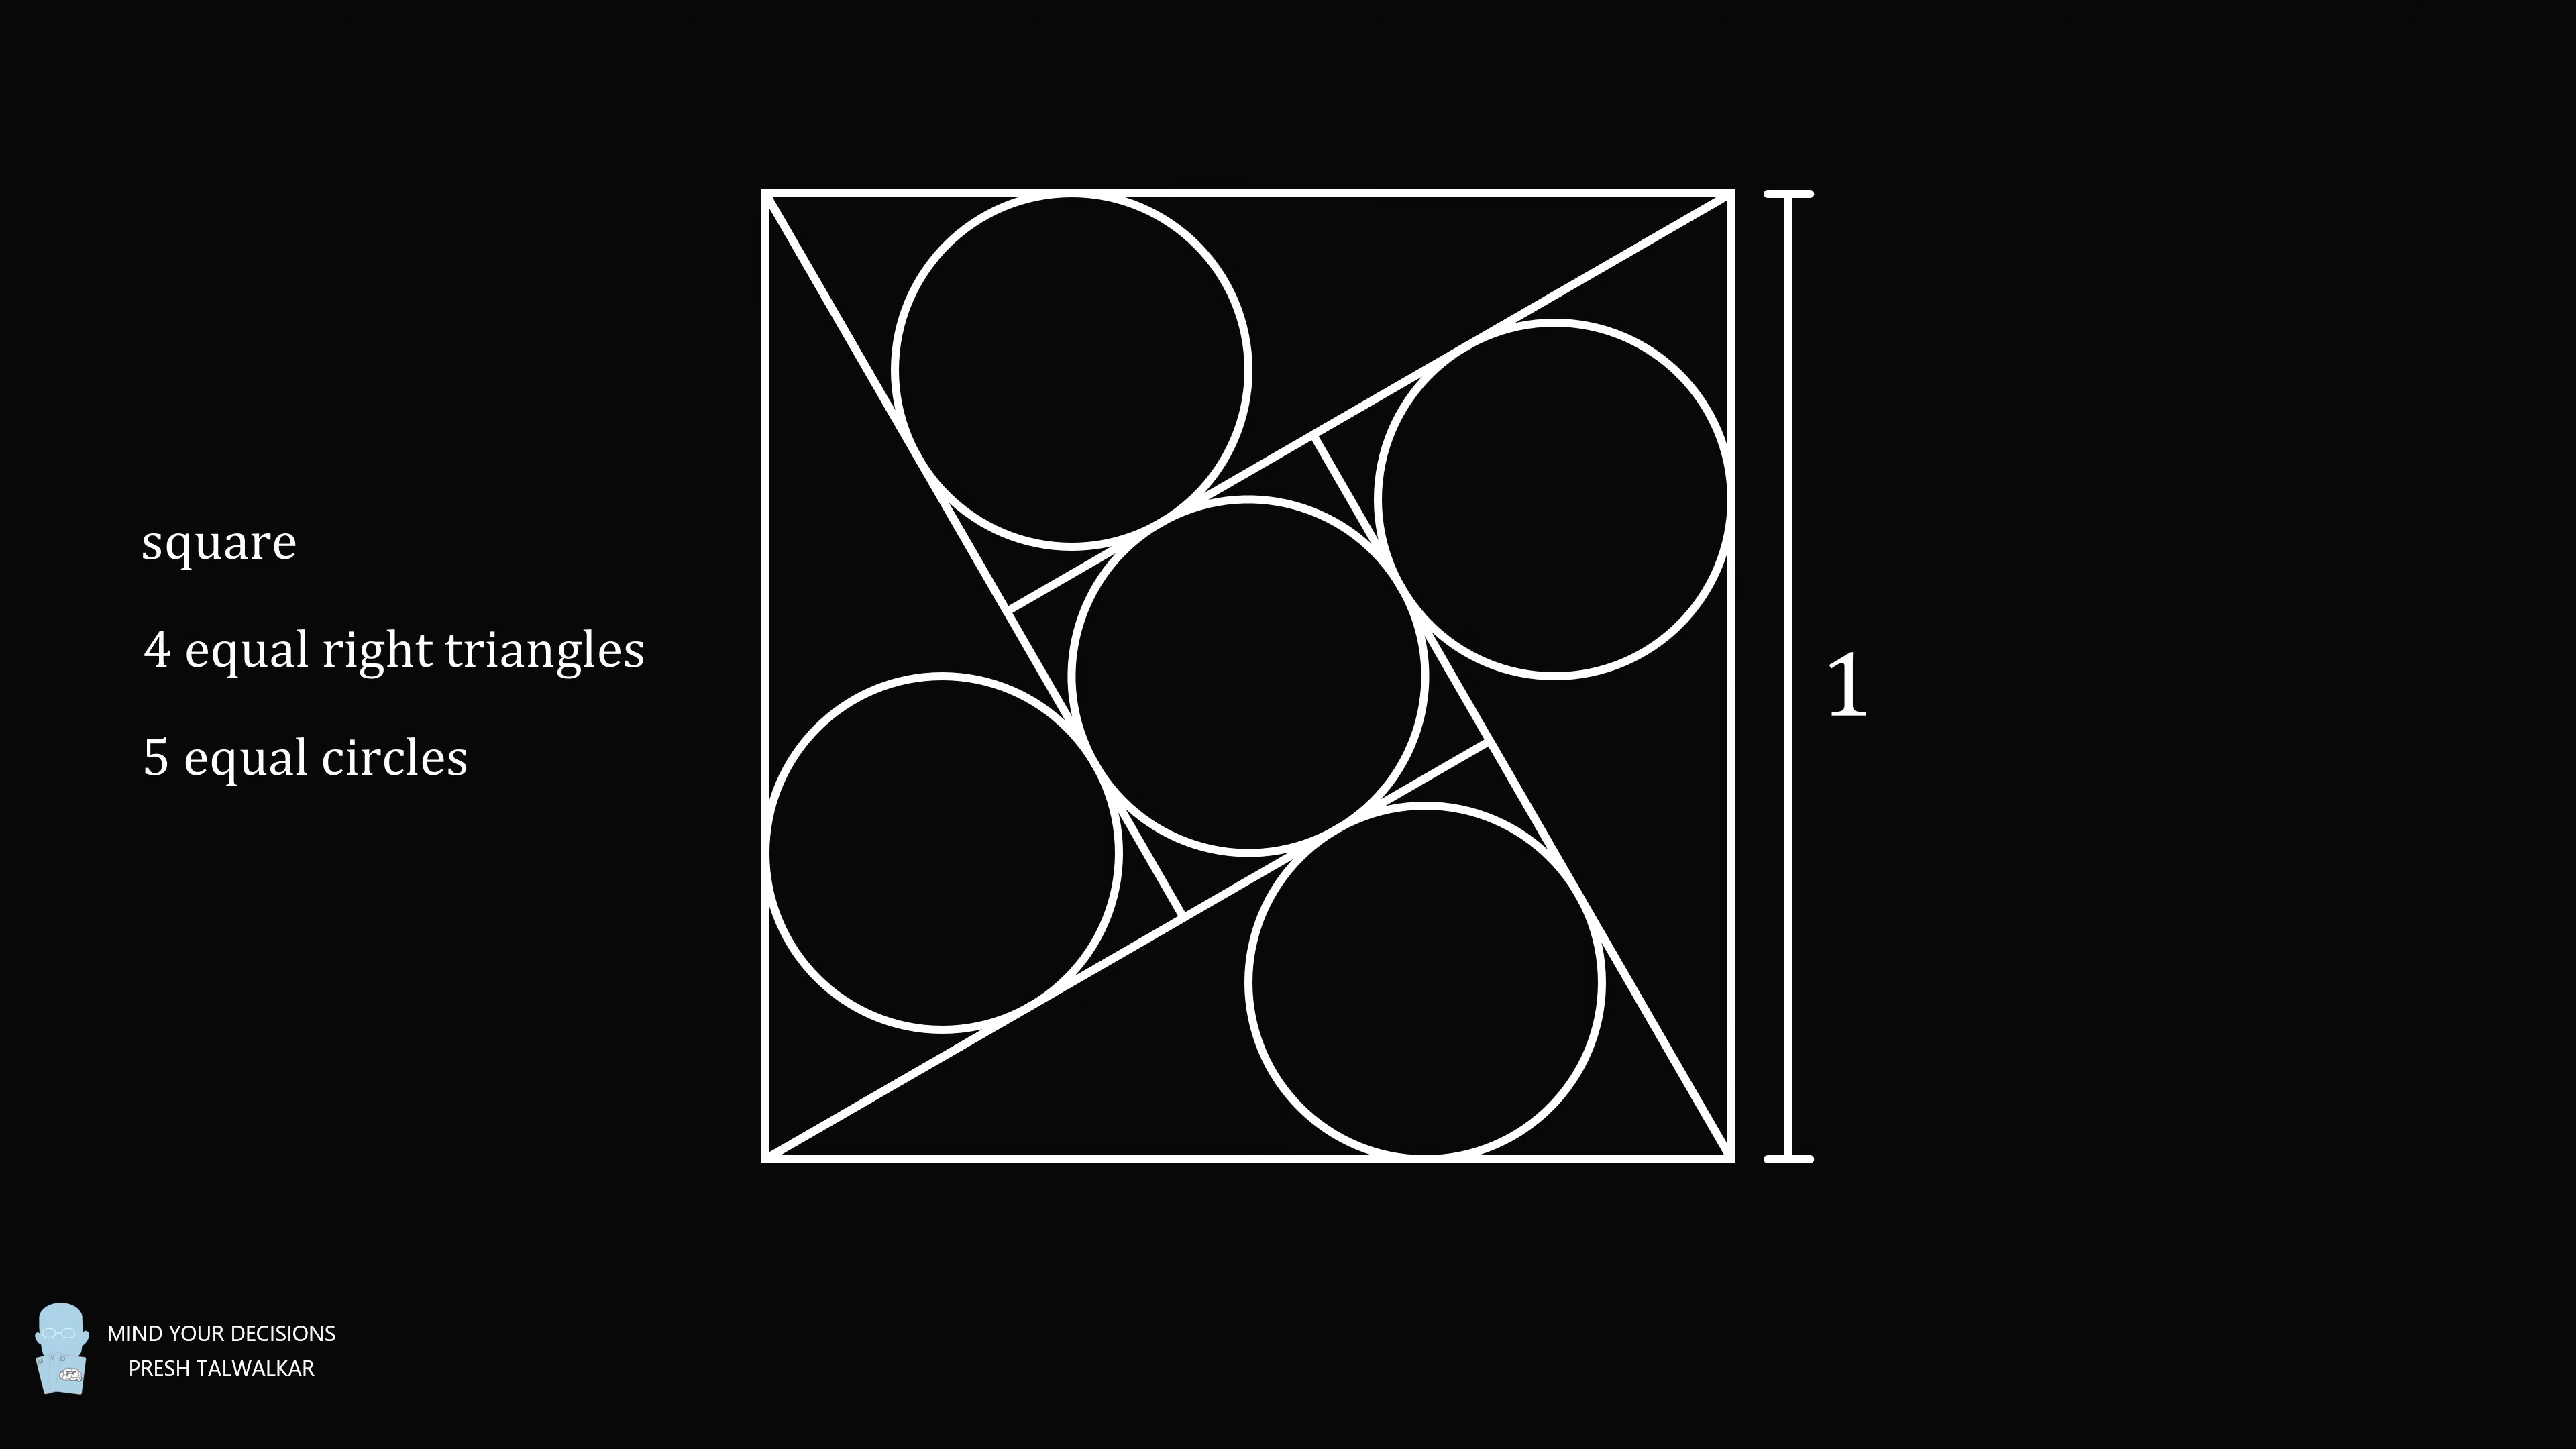 square
4 equal right triangles
5 equal circles
1
MIND YOUR DECISIONS
PRESH TALWALKAR